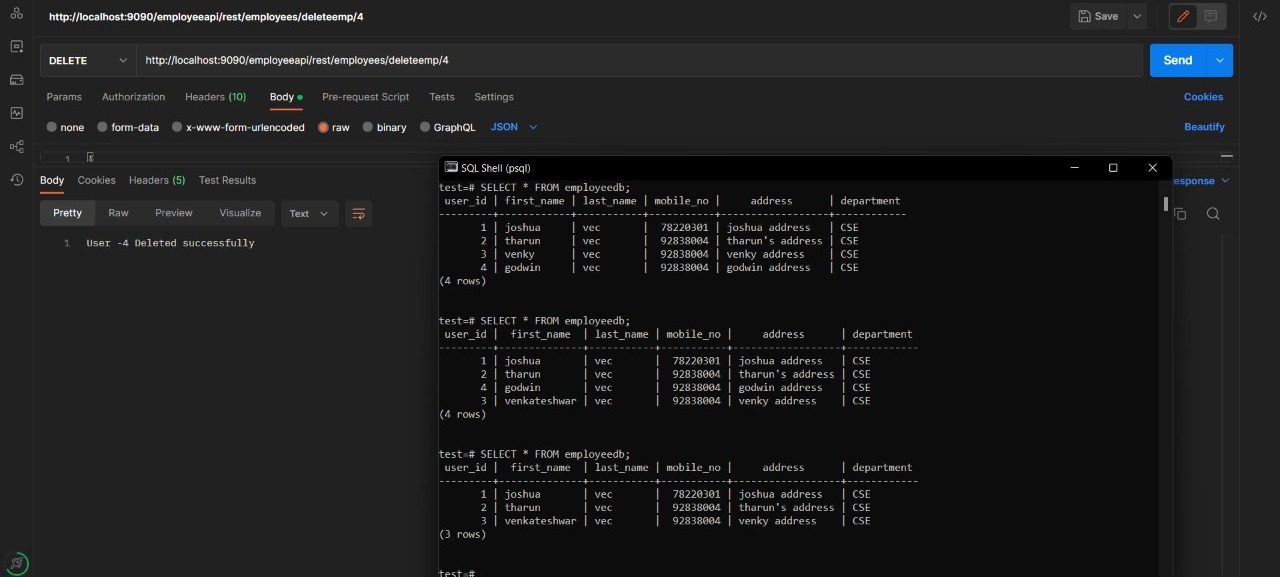 http://localhost:9090/employeeapi/rest/employees/deleteemp/4
Save
DELETE http://localhost:9090/employeeapi/rest/employees/deleteemp/4 Send
Params Authorization Headers (10) Body Pre-request Script Tests Settings Cookies
none form-data x-www-form-urlencoded raw binary GraphQL JSON Beautify
1 {
Body Cookies Headers (5) Test Results
esponse
Pretty Raw Preview Visualize Text
1 User -4 Deleted successfully
SQL Shell (psql)
test=# SELECT * FROM employeedb;
 user_id | first_name | last_name | mobile_no |     address      | department
---------+------------+-----------+-----------+------------------+------------
       1 | joshua     | vec       |  78220301 | joshua address   | CSE
       2 | tharun     | vec       |  92838004 | tharun's address | CSE
       3 | venky      | vec       |  92838004 | venky address    | CSE
       4 | godwin     | vec       |  92838004 | godwin address   | CSE
(4 rows)
test=# SELECT * FROM employeedb;
 user_id |  first_name  | last_name | mobile_no |     address      | department
---------+--------------+-----------+-----------+------------------+------------
       1 | joshua       | vec       |  78220301 | joshua address   | CSE
       2 | tharun       | vec       |  92838004 | tharun's address | CSE
       4 | godwin       | vec       |  92838004 | godwin address   | CSE
       3 | venkateshwar | vec       |  92838004 | venky address    | CSE
(4 rows)
test=# SELECT * FROM employeedb;
 user_id |  first_name  | last_name | mobile_no |     address      | department
---------+--------------+-----------+-----------+------------------+------------
       1 | joshua       | vec       |  78220301 | joshua address   | CSE
       2 | tharun       | vec       |  92838004 | tharun's address | CSE
       3 | venkateshwar | vec       |  92838004 | venky address    | CSE
(3 rows)
test=#